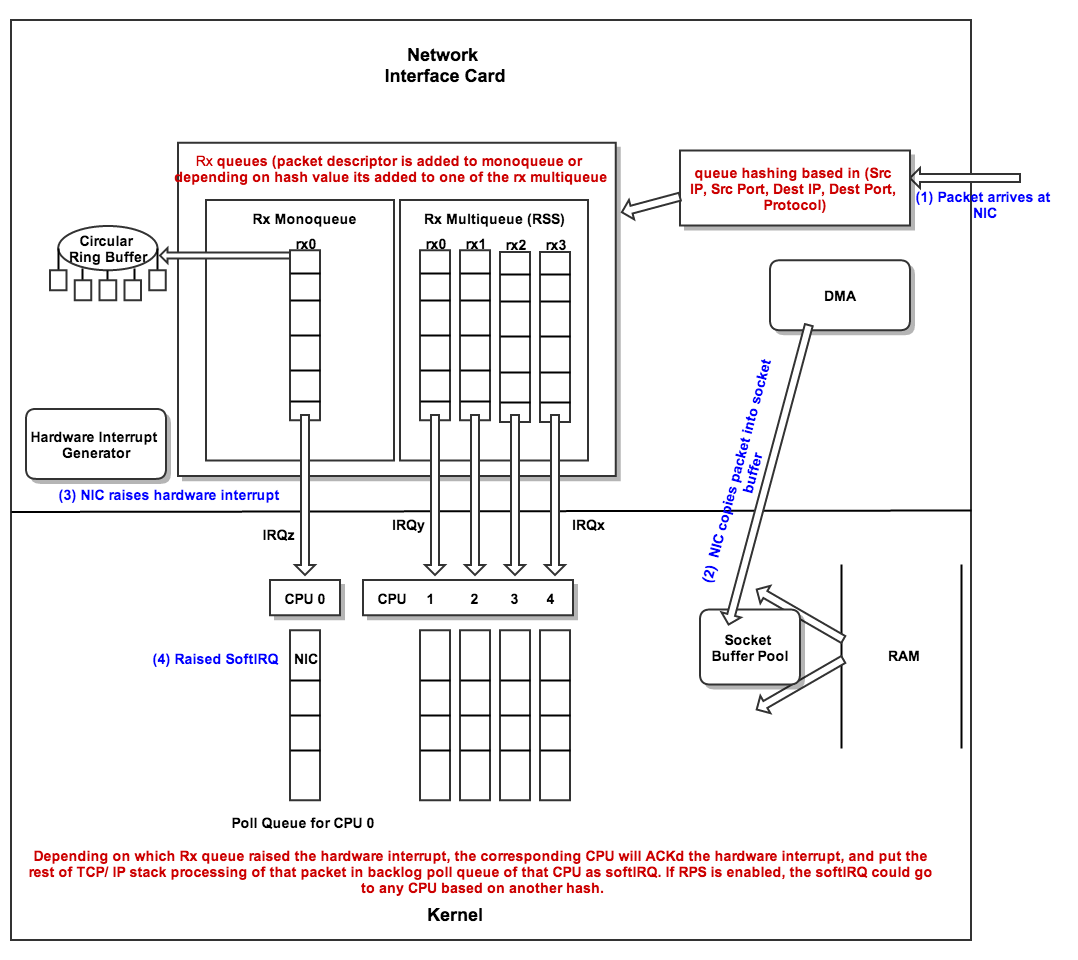 Network
Interface Card
Rx queues (packet descriptor is added to monoqueue or
depending on hash value its added to one of the rx multiqueue
queue hashing based in (Src
IP, Src Port, Dest IP, Dest Port,
Protocol)
(1) Packet arrives at
NIC
Rx Monoqueue
rx0
Rx Multiqueue (RSS)
rx0 rx1 rx2 rx3
Circular
Ring Buffer
DMA
(2) NIC copies packet into socket
buffer
Hardware Interrupt
Generator
(3) NIC raises hardware interrupt
IRQz
IRQy
IRQx
CPU 0
CPU 1 2 3 4
(4) Raised SoftIRQ
NIC
Socket
Buffer Pool
RAM
Poll Queue for CPU 0
Depending on which Rx queue raised the hardware interrupt, the corresponding CPU will ACKd the hardware interrupt, and put the
rest of TCP/ IP stack processing of that packet in backlog poll queue of that CPU as softIRQ. If RPS is enabled, the softIRQ could go
to any CPU based on another hash.
Kernel